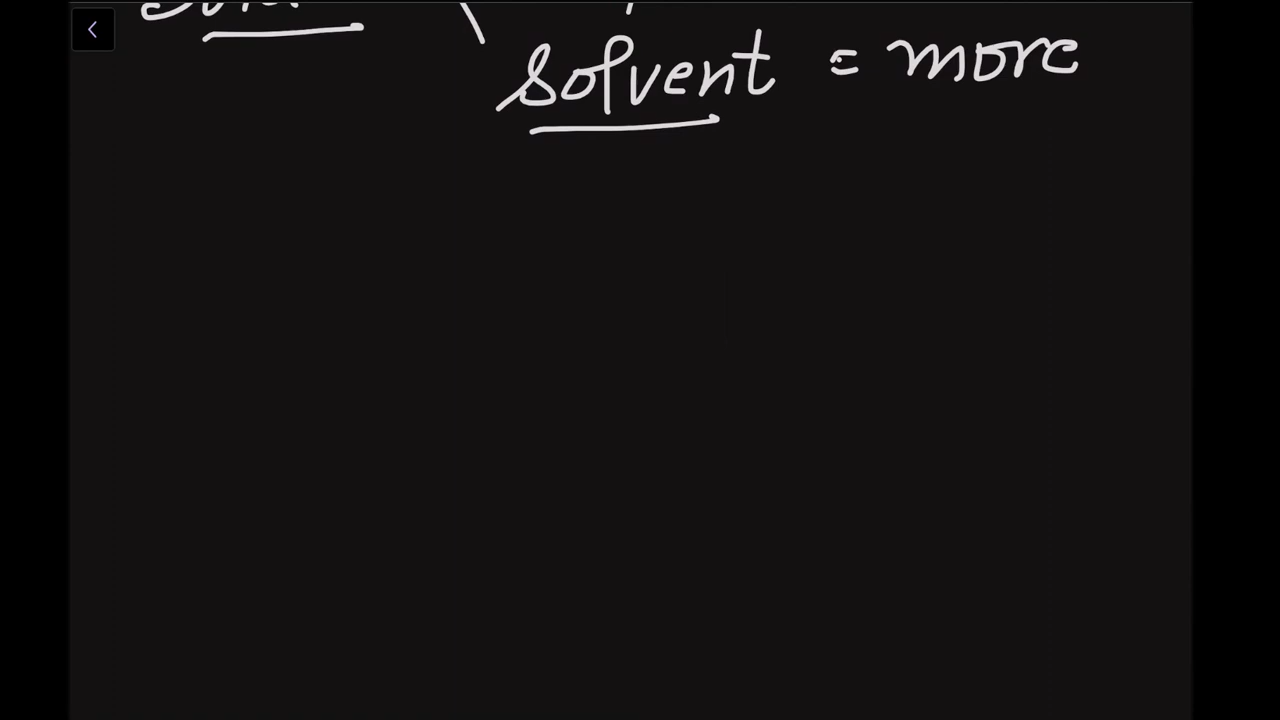 solvent = more